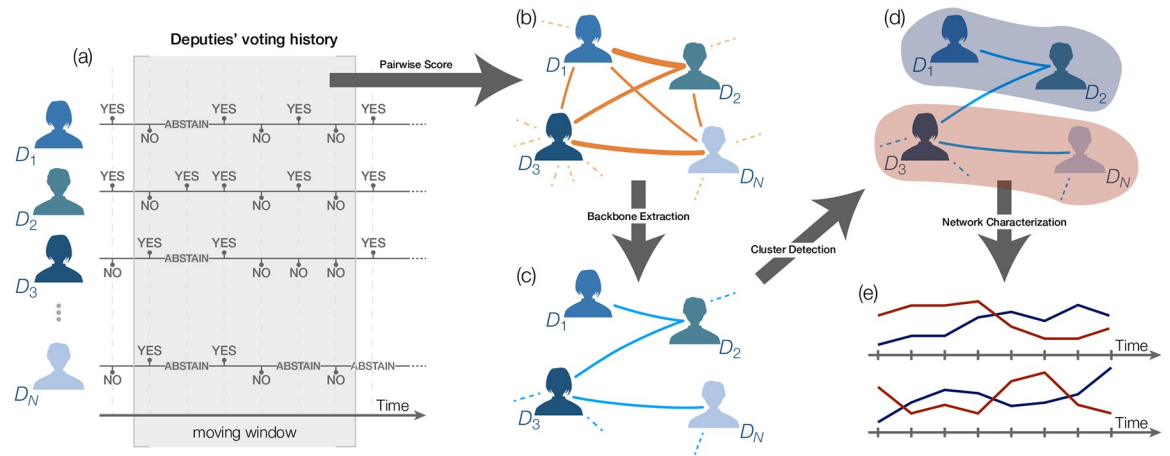 (a)
Deputies' voting history
D1
YES YES YES YES
ABSTAIN
NO NO NO
D2
YES YES YES YES YES
NO NO NO
D3
YES YES YES
ABSTAIN
NO NO NO NO
DN
YES YES
ABSTAIN ABSTAIN ABSTAIN
NO NO NO
Time
moving window
Pairwise Score
(b)
D1
D2
D3
DN
Backbone Extraction
(c)
D1
D2
D3
DN
Cluster Detection
(d)
D1
D2
D3
DN
Network Characterization
(e)
Time
Time